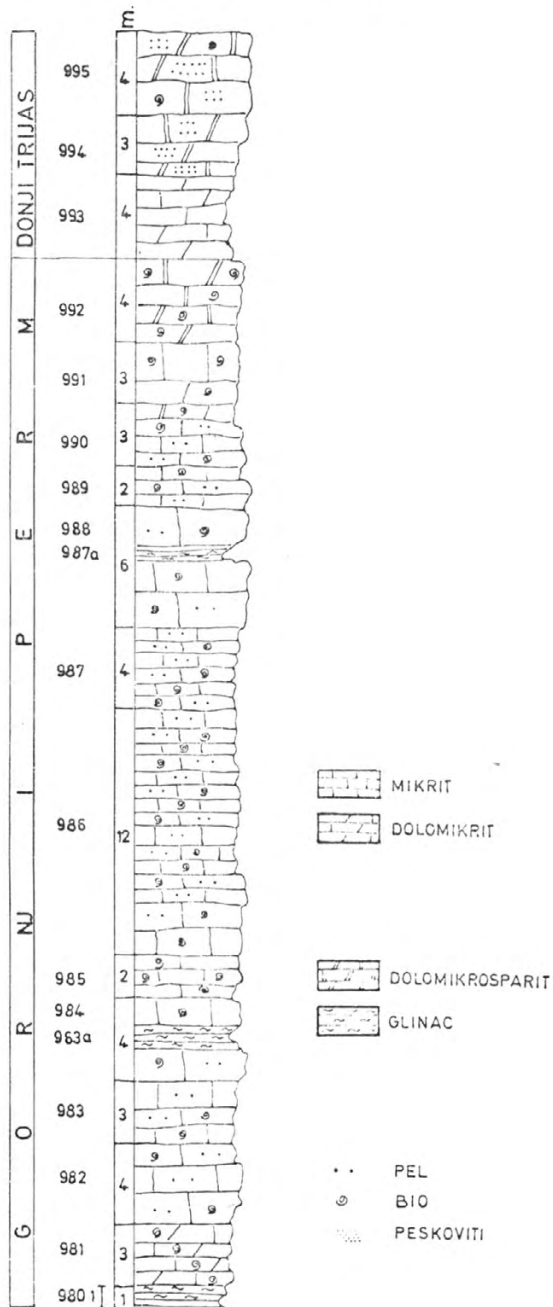 m.
DONJI TRIJAS
GORNJI PERM
995 4
994 3
993 4
992 4
991 3
990 3
989 2
988
987a
6
987 4
986 12
985 2
984
963a
4
983 3
982 4
981 3
980 1 1
MIKRIT
DOLOMIKRIT
DOLOMIKROSPARIT
GLINAC
PEL
BIO
PESKOVITI